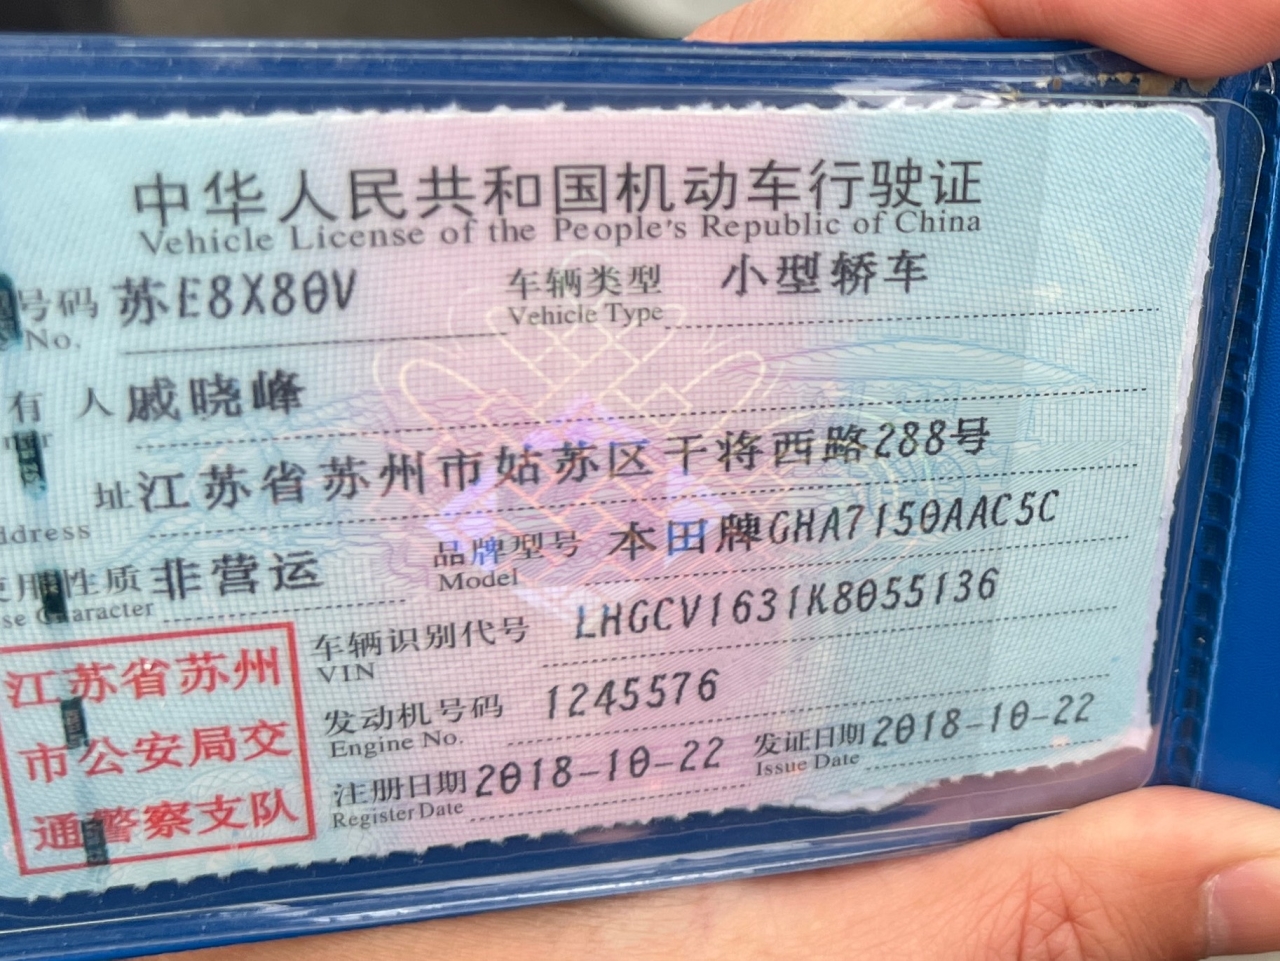 中华人民共和国机动车行驶证
Vehicle License of the People's Republic of China
号码 苏E8X80V 车辆类型 小型轿车
No. Vehicle Type
有 人 戚晓峰
址 江苏省苏州市姑苏区干将西路288号
ddress
使用性质 非营运 品牌型号 本田牌GHA7150AAC5C
se Character Model
车辆识别代号 LHGCV1631K8055136
VIN
发动机号码 1245576
Engine No.
注册日期 2018-10-22 发证日期 2018-10-22
Register Date Issue Date
江苏省苏州
市公安局交
通警察支队